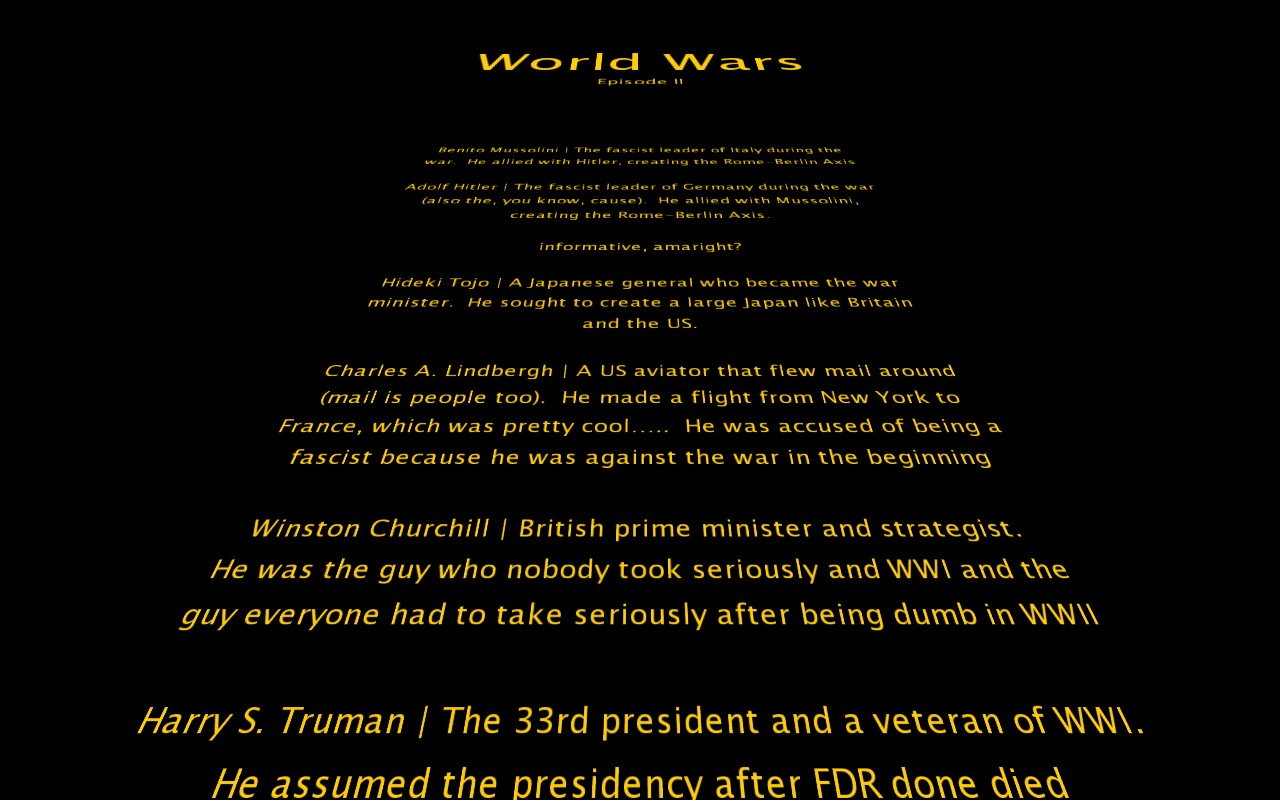 World Wars
Episode II
Benito Mussolini | The fascist leader of Italy during the
war.  He allied with Hitler, creating the Rome-Berlin Axis
Adolf Hitler | The fascist leader of Germany during the war
(also the, you know, cause).  He allied with Mussolini,
creating the Rome-Berlin Axis.
informative, amaright?
Hideki Tojo | A Japanese general who became the war
minister.  He sought to create a large Japan like Britain
and the US.
Charles A. Lindbergh | A US aviator that flew mail around
(mail is people too).  He made a flight from New York to
France, which was pretty cool.....  He was accused of being a
fascist because he was against the war in the beginning
Winston Churchill | British prime minister and strategist.
He was the guy who nobody took seriously and WWI and the
guy everyone had to take seriously after being dumb in WWII
Harry S. Truman | The 33rd president and a veteran of WWI.
He assumed the presidency after FDR done died